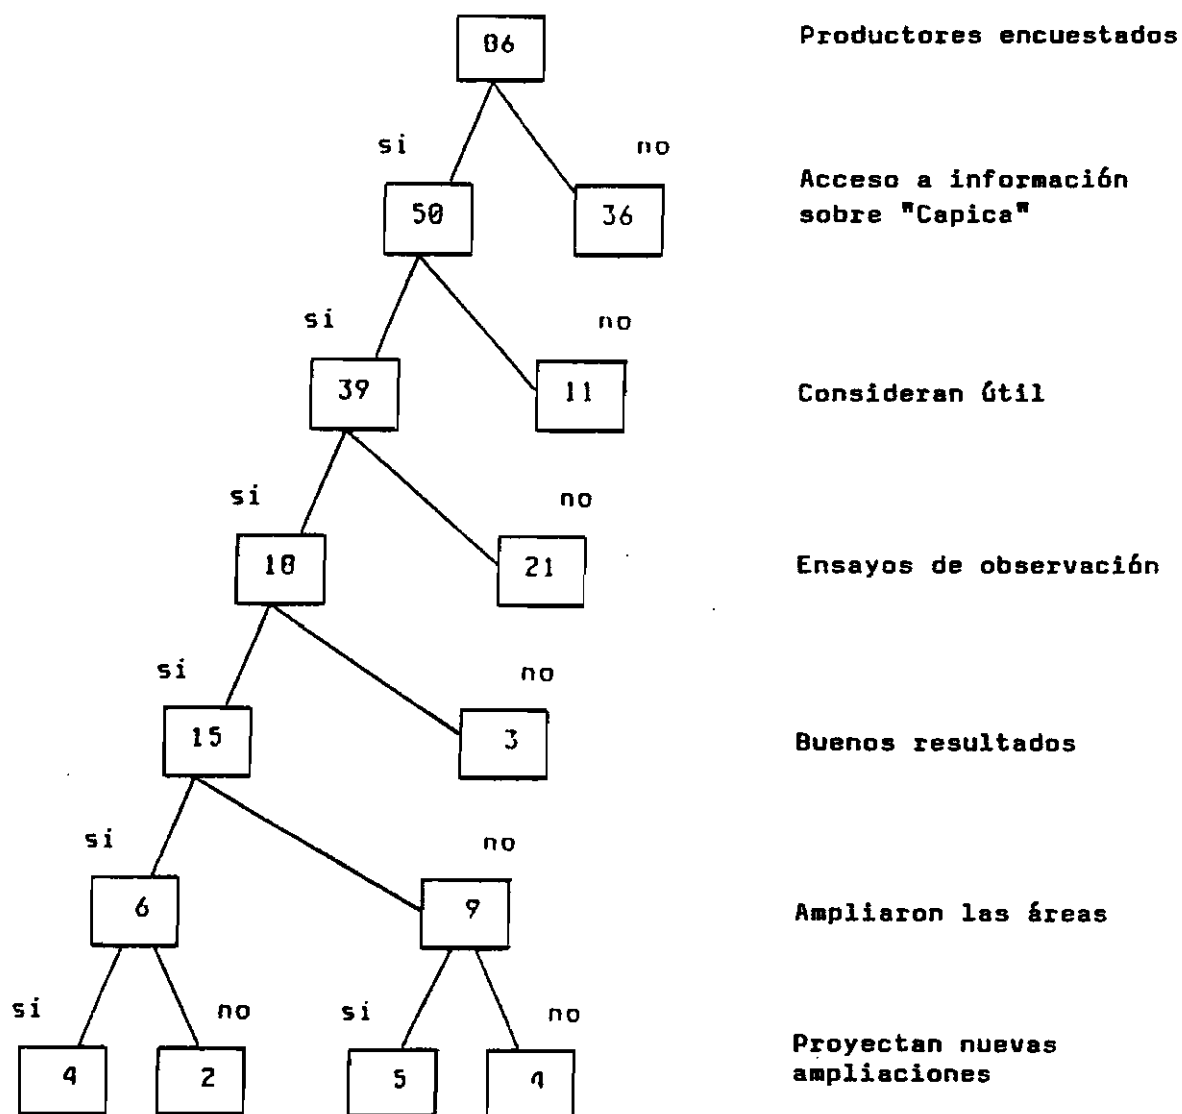 86
Productores encuestados
si
no
50
36
Acceso a información
sobre "Capica"
si
no
39
11
Consideran útil
si
no
18
21
Ensayos de observación
si
no
15
3
Buenos resultados
si
no
6
9
Ampliaron las áreas
si
no
si
no
4
2
5
4
Proyectan nuevas
ampliaciones